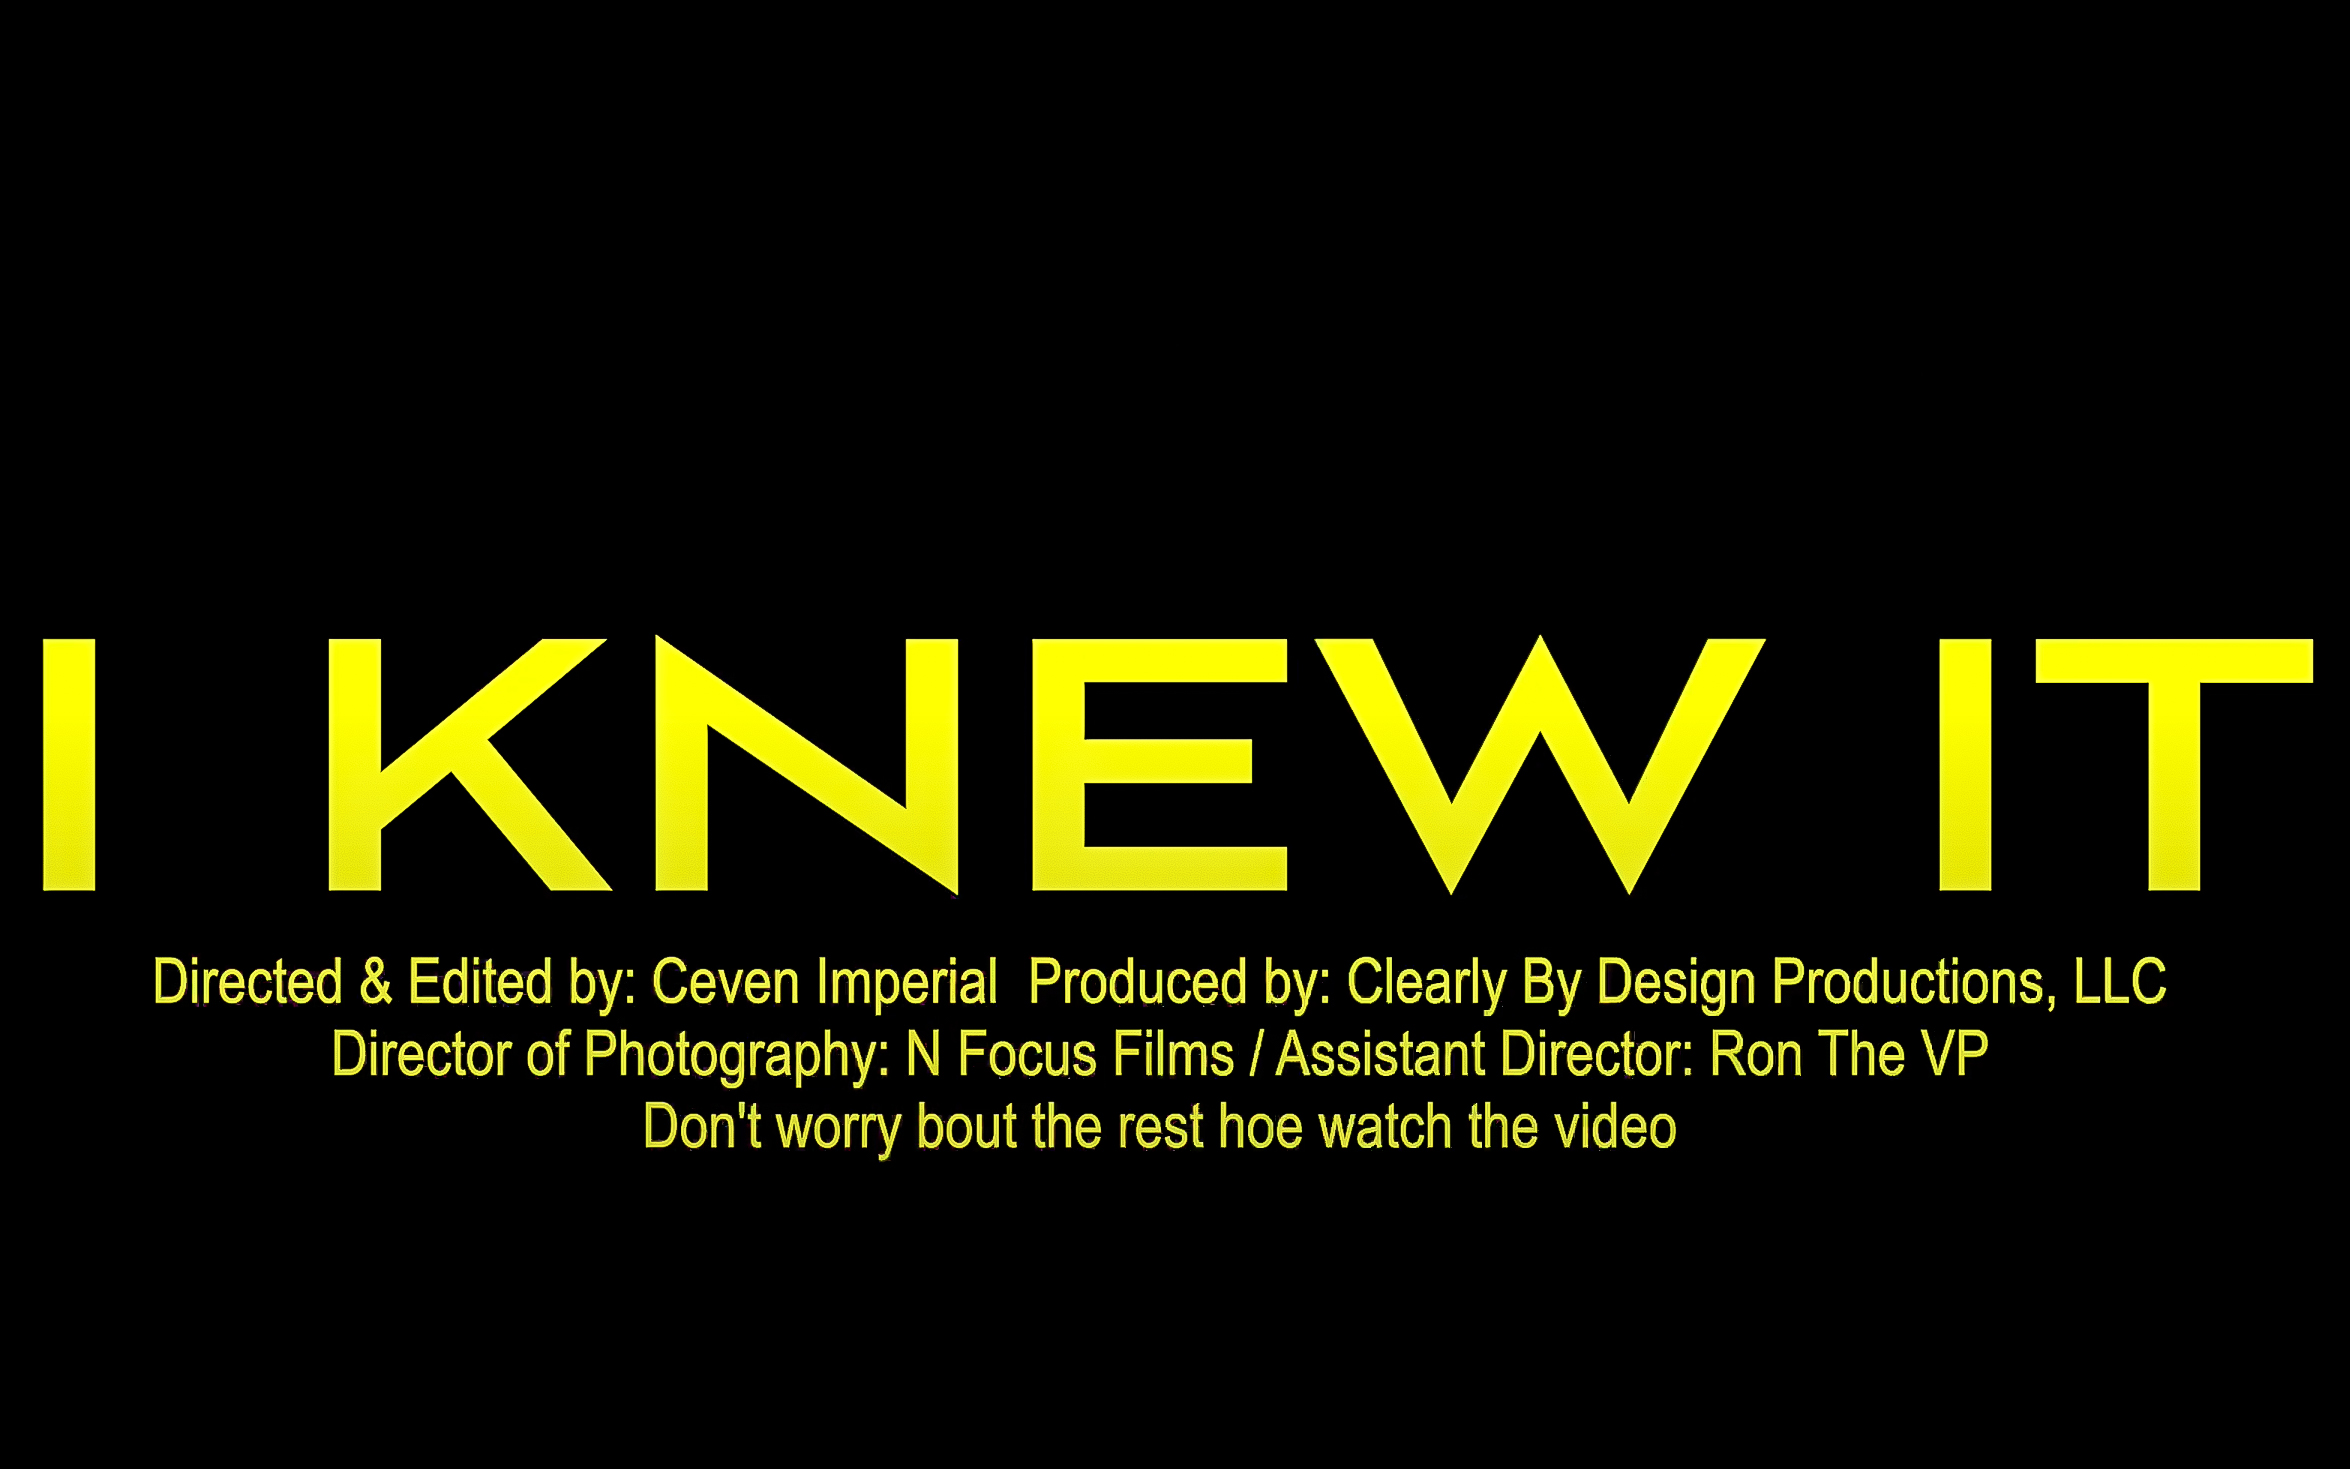 I KNEW IT
Directed & Edited by: Ceven Imperial  Produced by: Clearly By Design Productions, LLC
Director of Photography: N Focus Films / Assistant Director: Ron The VP
Don't worry bout the rest hoe watch the video